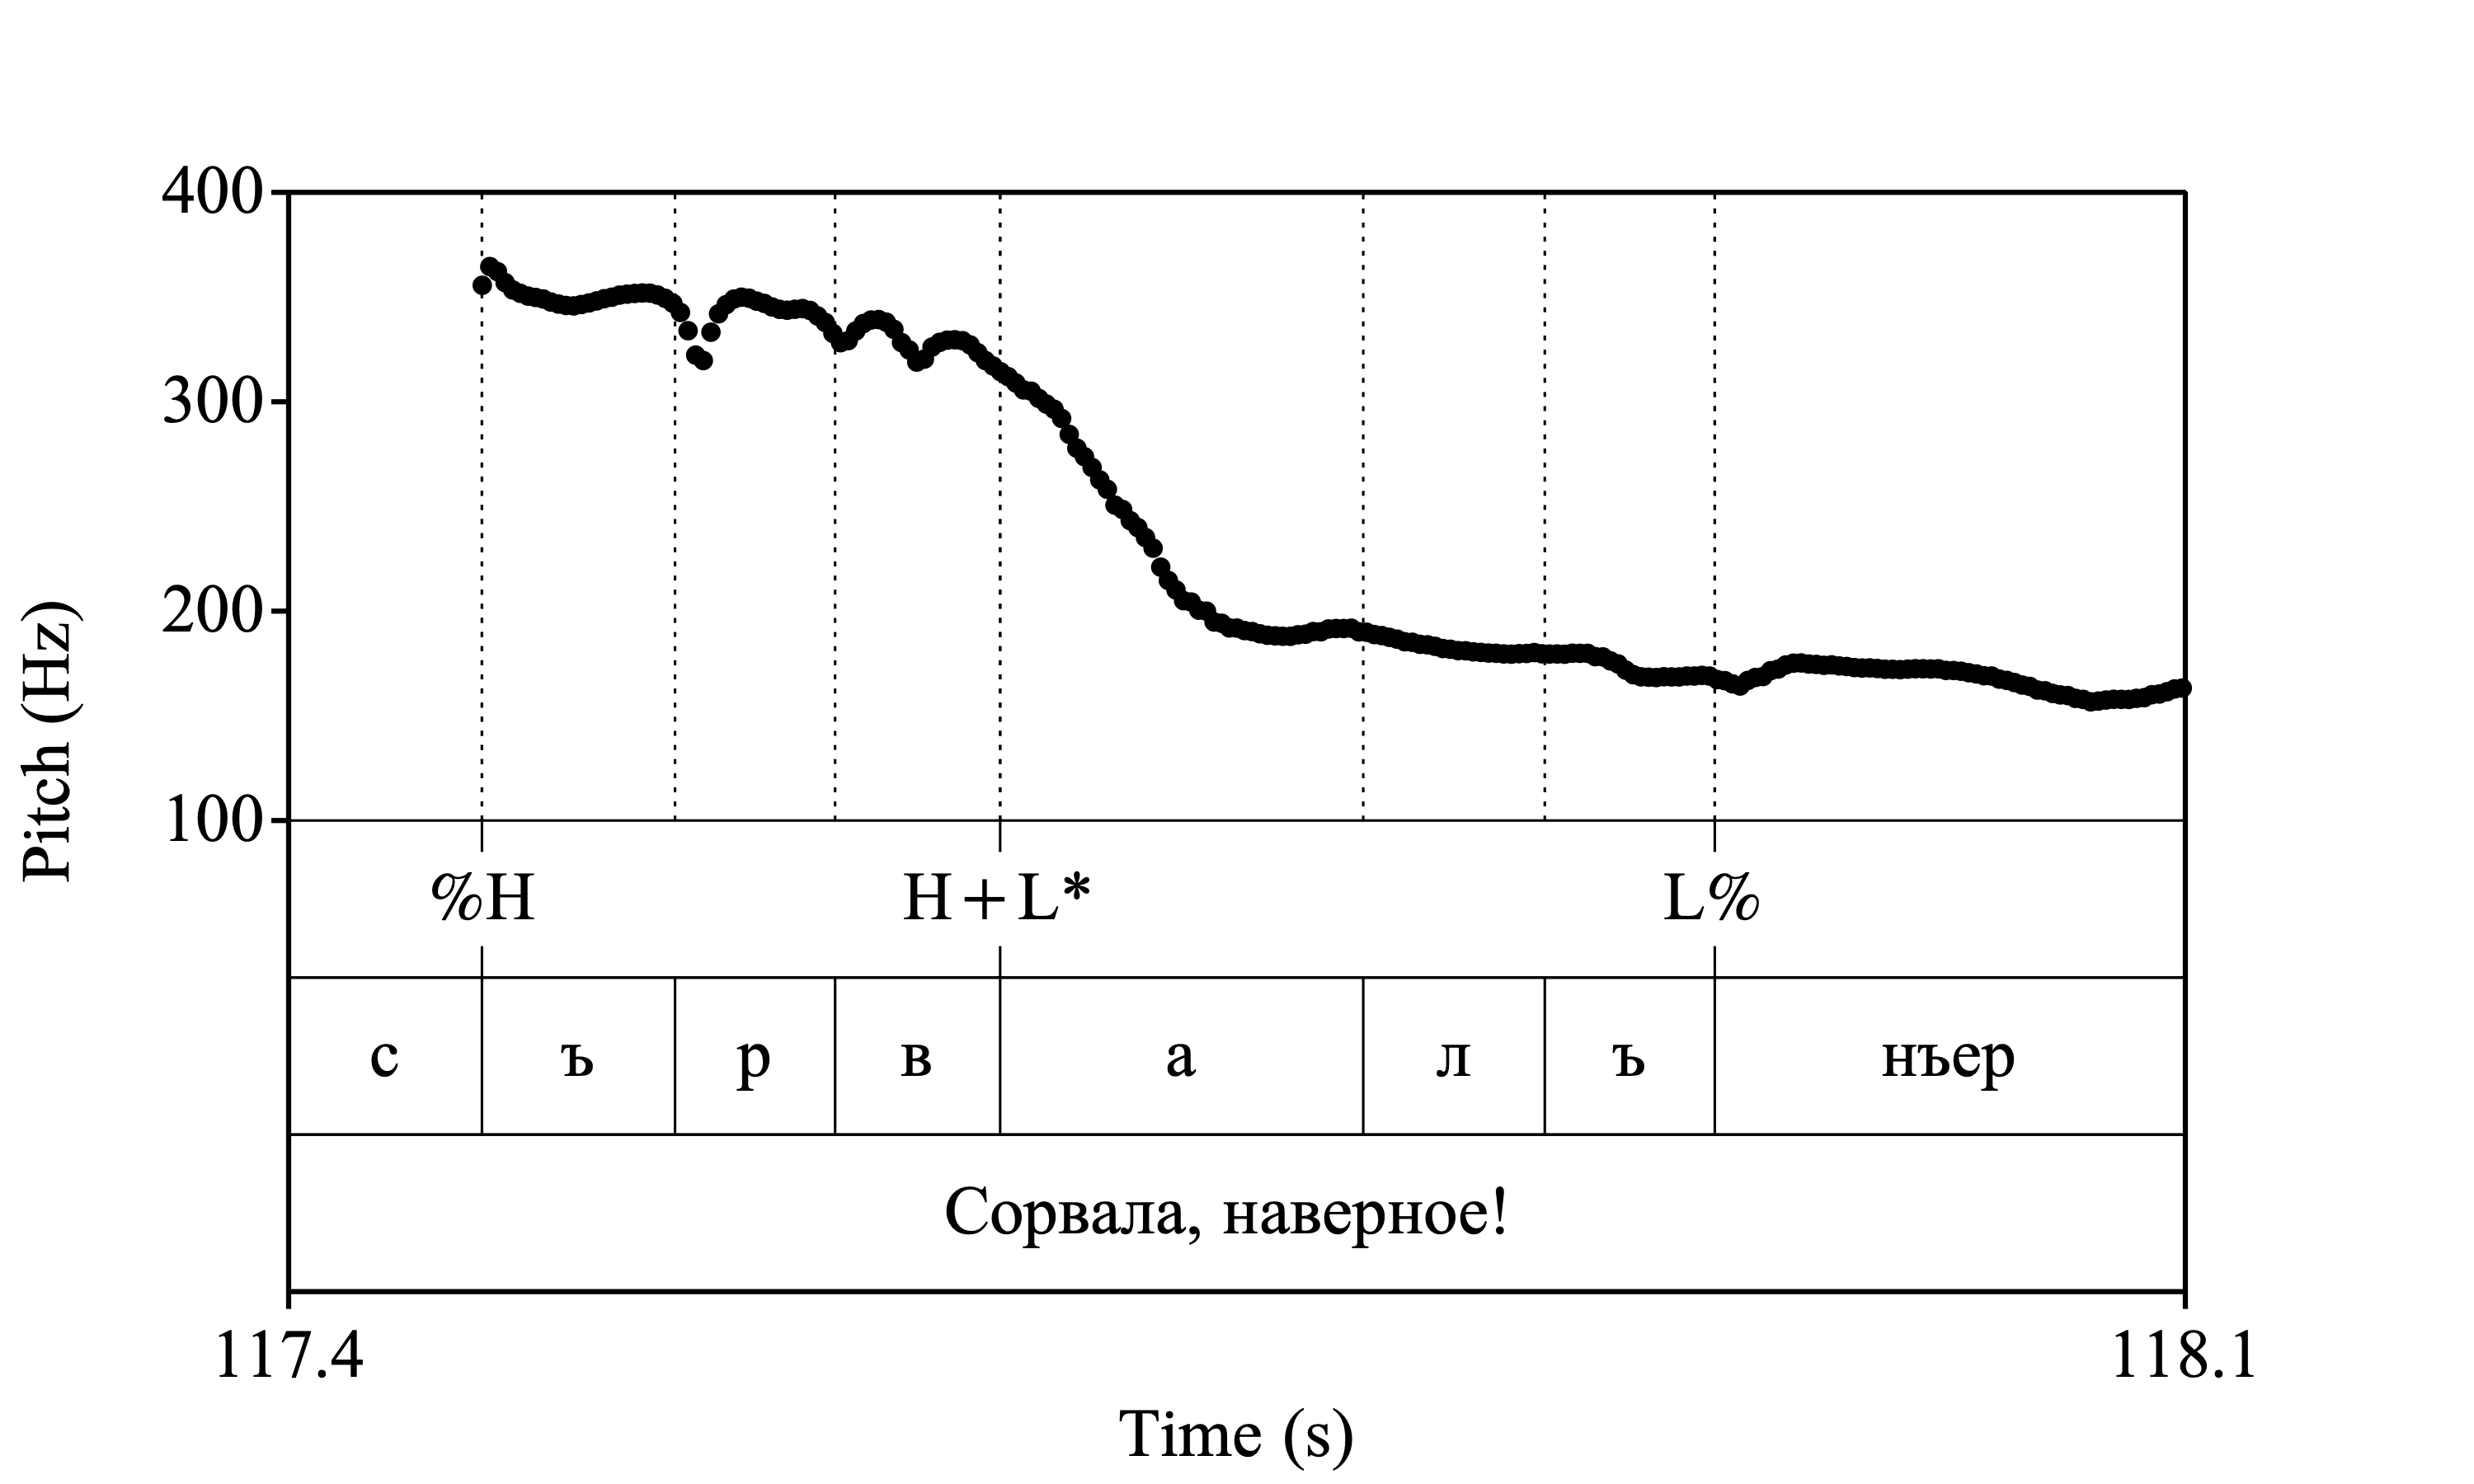 400
300
200
100
Pitch (Hz)
%H H+L* L%
с ъ р в а л ъ нъер
Сорвала, наверное!
117.4 118.1
Time (s)